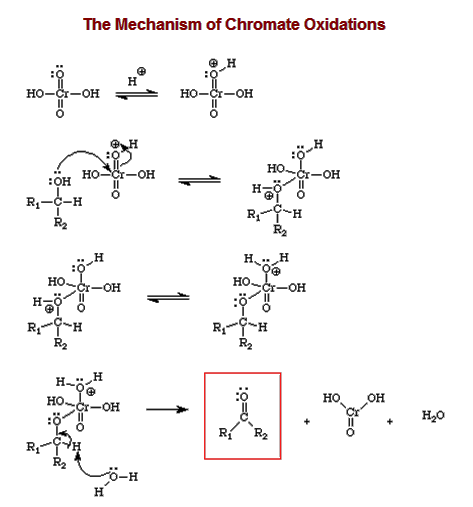 The Mechanism of Chromate Oxidations
:Ö
HO—Cr—OH
O
H⊕
⊕ H
:O
HO—Cr—OH
O
:ÖH
R₁—C—H
R₂
⊕ H
:O
HO—Cr—OH
O
H
:Ö
HO Cr—OH
H—Ö O
⊕
R₁—C—H
R₂
H
:Ö
HO Cr—OH
H—Ö O
⊕
R₁—C—H
R₂
H Ö H
⊕
HO Cr—OH
:Ö O
R₁—C—H
R₂
H Ö H
⊕
HO Cr—OH
:Ö O
R₁—C—H
R₂
Ö—H
H
:O:
C
R₁ R₂
+
HO OH
Cr
O
+
H₂O